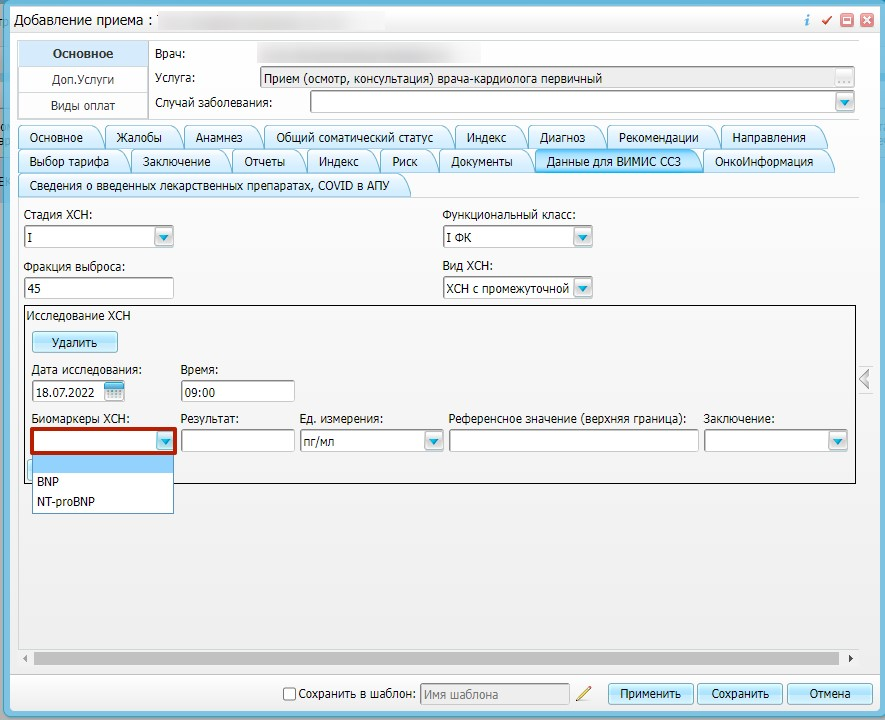 Добавление приема :
Основное
Доп.Услуги
Виды оплат
Врач:
Услуга: Прием (осмотр, консультация) врача-кардиолога первичный ...
Случай заболевания:
Основное Жалобы Анамнез Общий соматический статус Индекс Диагноз Рекомендации Направления
Выбор тарифа Заключение Отчеты Индекс Риск Документы Данные для ВИМИС ССЗ ОнкоИнформация
Сведения о введенных лекарственных препаратах, COVID в АПУ
Стадия ХСН: Функциональный класс:
I I ФК
Фракция выброса: Вид ХСН:
45 ХСН с промежуточной
Исследование ХСН
Удалить
Дата исследования: Время:
18.07.2022 09:00
Биомаркеры ХСН: Результат: Ед. измерения: Референсное значение (верхняя граница): Заключение:
пг/мл
BNP
NT-proBNP
Сохранить в шаблон: Имя шаблона Применить Сохранить Отмена